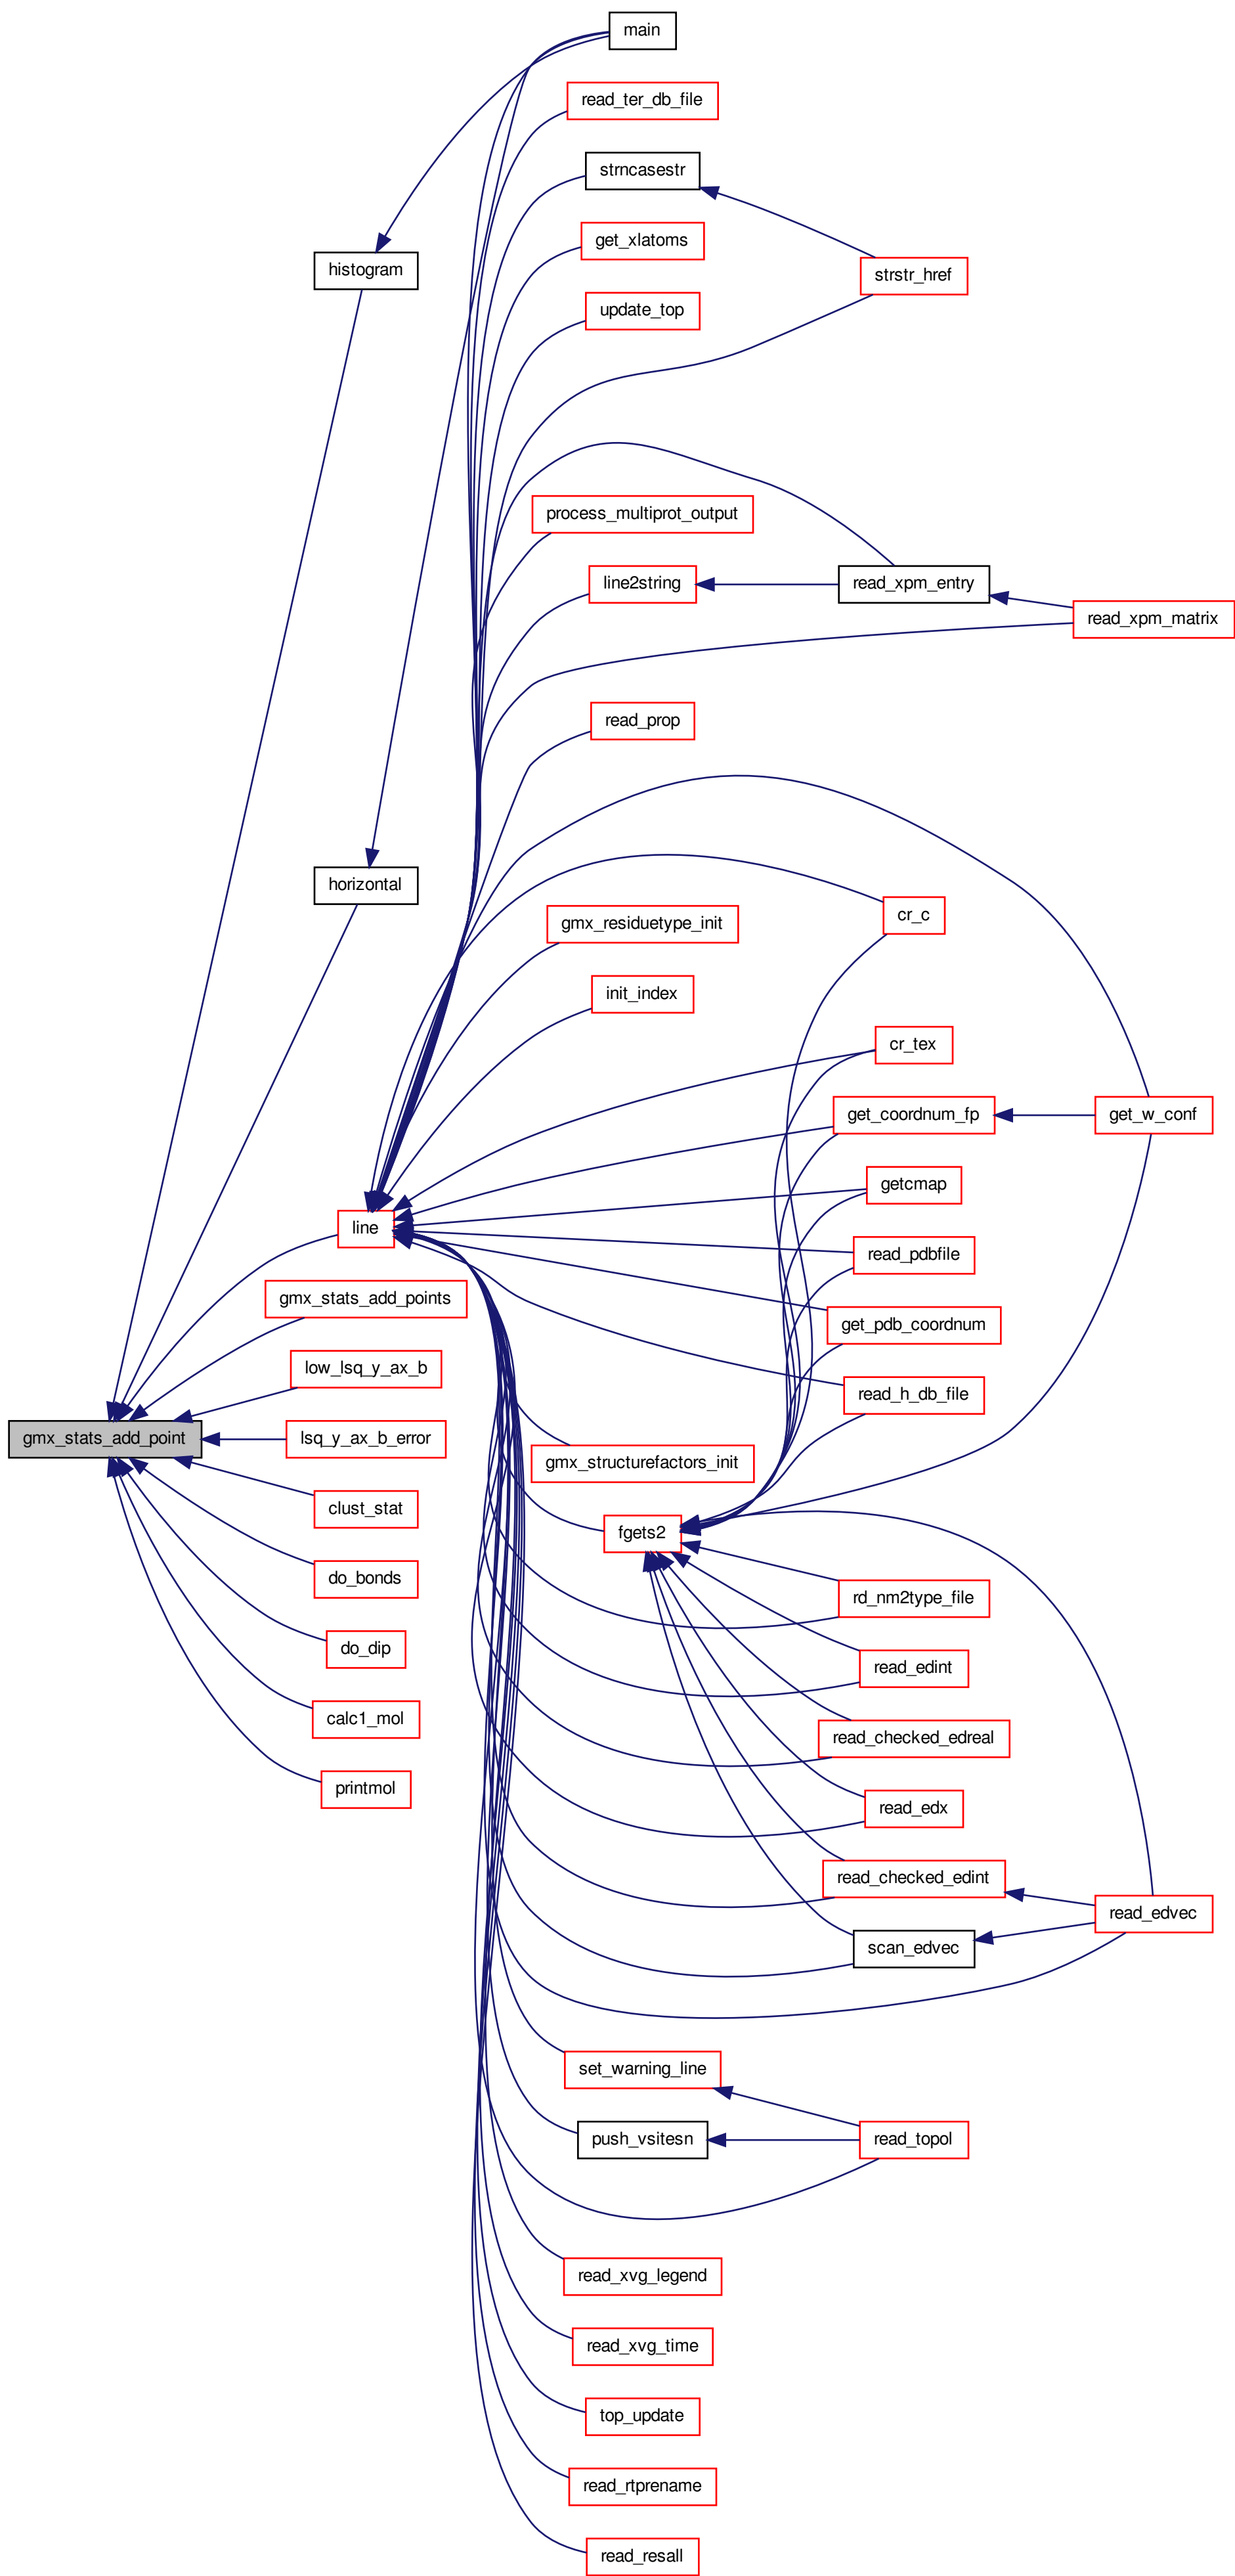 main
read_ter_db_file
strncasestr
get_xlatoms
histogram
strstr_href
update_top
process_multiprot_output
line2string
read_xpm_entry
read_xpm_matrix
read_prop
horizontal
cr_c
gmx_residuetype_init
init_index
cr_tex
get_coordnum_fp
get_w_conf
getcmap
line
read_pdbfile
gmx_stats_add_points
get_pdb_coordnum
low_lsq_y_ax_b
read_h_db_file
gmx_stats_add_point
lsq_y_ax_b_error
gmx_structurefactors_init
clust_stat
fgets2
do_bonds
rd_nm2type_file
do_dip
read_edint
calc1_mol
read_checked_edreal
printmol
read_edx
read_checked_edint
read_edvec
scan_edvec
set_warning_line
push_vsitesn
read_topol
read_xvg_legend
read_xvg_time
top_update
read_rtprename
read_resall